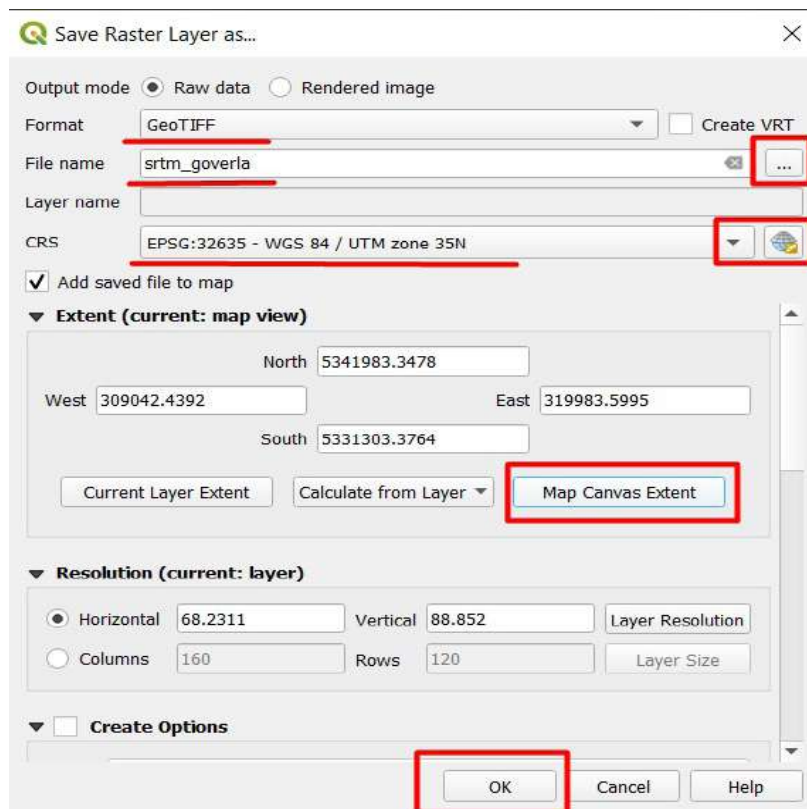 Save Raster Layer as...
Output mode Raw data Rendered image
Format GeoTIFF Create VRT
File name srtm_goverla ...
Layer name
CRS EPSG:32635 - WGS 84 / UTM zone 35N
Add saved file to map
Extent (current: map view)
North 5341983.3478
West 309042.4392 East 319983.5995
South 5331303.3764
Current Layer Extent Calculate from Layer Map Canvas Extent
Resolution (current: layer)
Horizontal 68.2311 Vertical 88.852 Layer Resolution
Columns 160 Rows 120 Layer Size
Create Options
OK Cancel Help